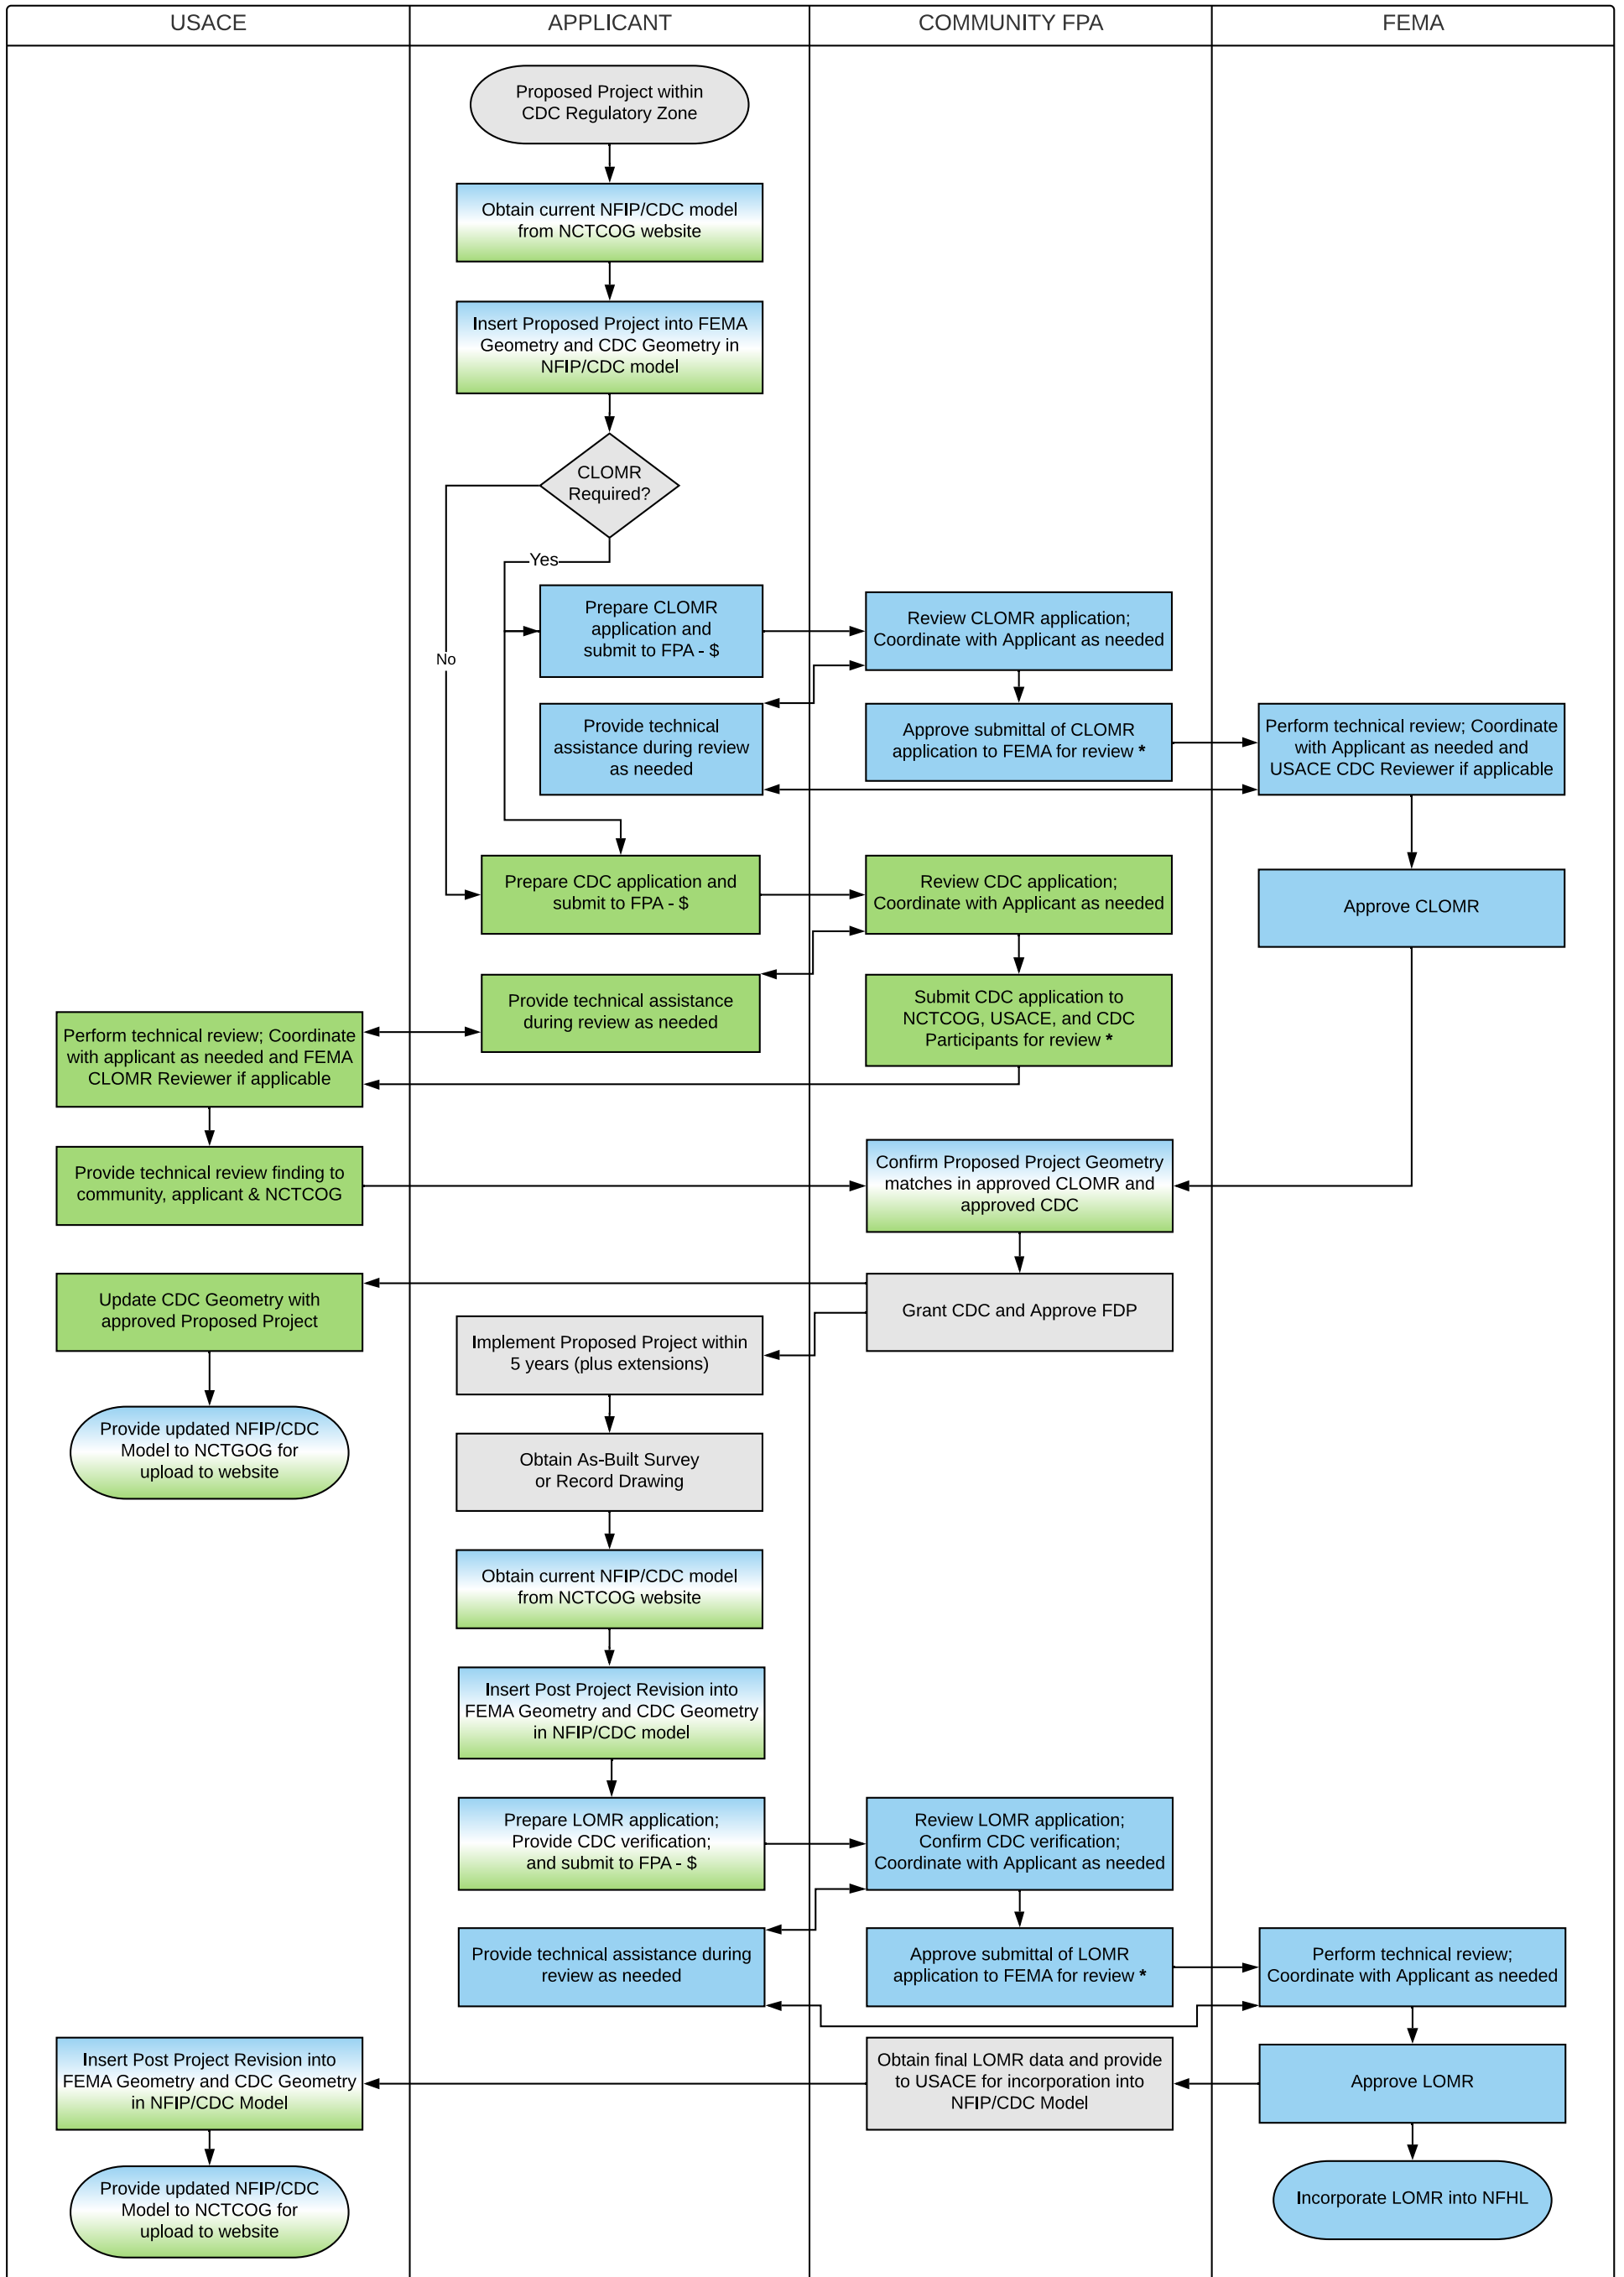 USACE
APPLICANT
COMMUNITY FPA
FEMA
Proposed Project within
CDC Regulatory Zone
Obtain current NFIP/CDC model
from NCTCOG website
Insert Proposed Project into FEMA
Geometry and CDC Geometry in
NFIP/CDC model
CLOMR
Required?
Yes
No
Prepare CLOMR
application and
submit to FPA - $
Review CLOMR application;
Coordinate with Applicant as needed
Provide technical
assistance during review
as needed
Approve submittal of CLOMR
application to FEMA for review *
Perform technical review; Coordinate
with Applicant as needed and
USACE CDC Reviewer if applicable
Prepare CDC application and
submit to FPA - $
Review CDC application;
Coordinate with Applicant as needed
Approve CLOMR
Provide technical assistance
during review as needed
Submit CDC application to
NCTCOG, USACE, and CDC
Participants for review *
Perform technical review; Coordinate
with applicant as needed and FEMA
CLOMR Reviewer if applicable
Provide technical review finding to
community, applicant & NCTCOG
Confirm Proposed Project Geometry
matches in approved CLOMR and
approved CDC
Update CDC Geometry with
approved Proposed Project
Grant CDC and Approve FDP
Implement Proposed Project within
5 years (plus extensions)
Provide updated NFIP/CDC
Model to NCTGOG for
upload to website
Obtain As-Built Survey
or Record Drawing
Obtain current NFIP/CDC model
from NCTCOG website
Insert Post Project Revision into
FEMA Geometry and CDC Geometry
in NFIP/CDC model
Prepare LOMR application;
Provide CDC verification;
and submit to FPA - $
Review LOMR application;
Confirm CDC verification;
Coordinate with Applicant as needed
Provide technical assistance during
review as needed
Approve submittal of LOMR
application to FEMA for review *
Perform technical review;
Coordinate with Applicant as needed
Insert Post Project Revision into
FEMA Geometry and CDC Geometry
in NFIP/CDC Model
Obtain final LOMR data and provide
to USACE for incorporation into
NFIP/CDC Model
Approve LOMR
Provide updated NFIP/CDC
Model to NCTCOG for
upload to website
Incorporate LOMR into NFHL